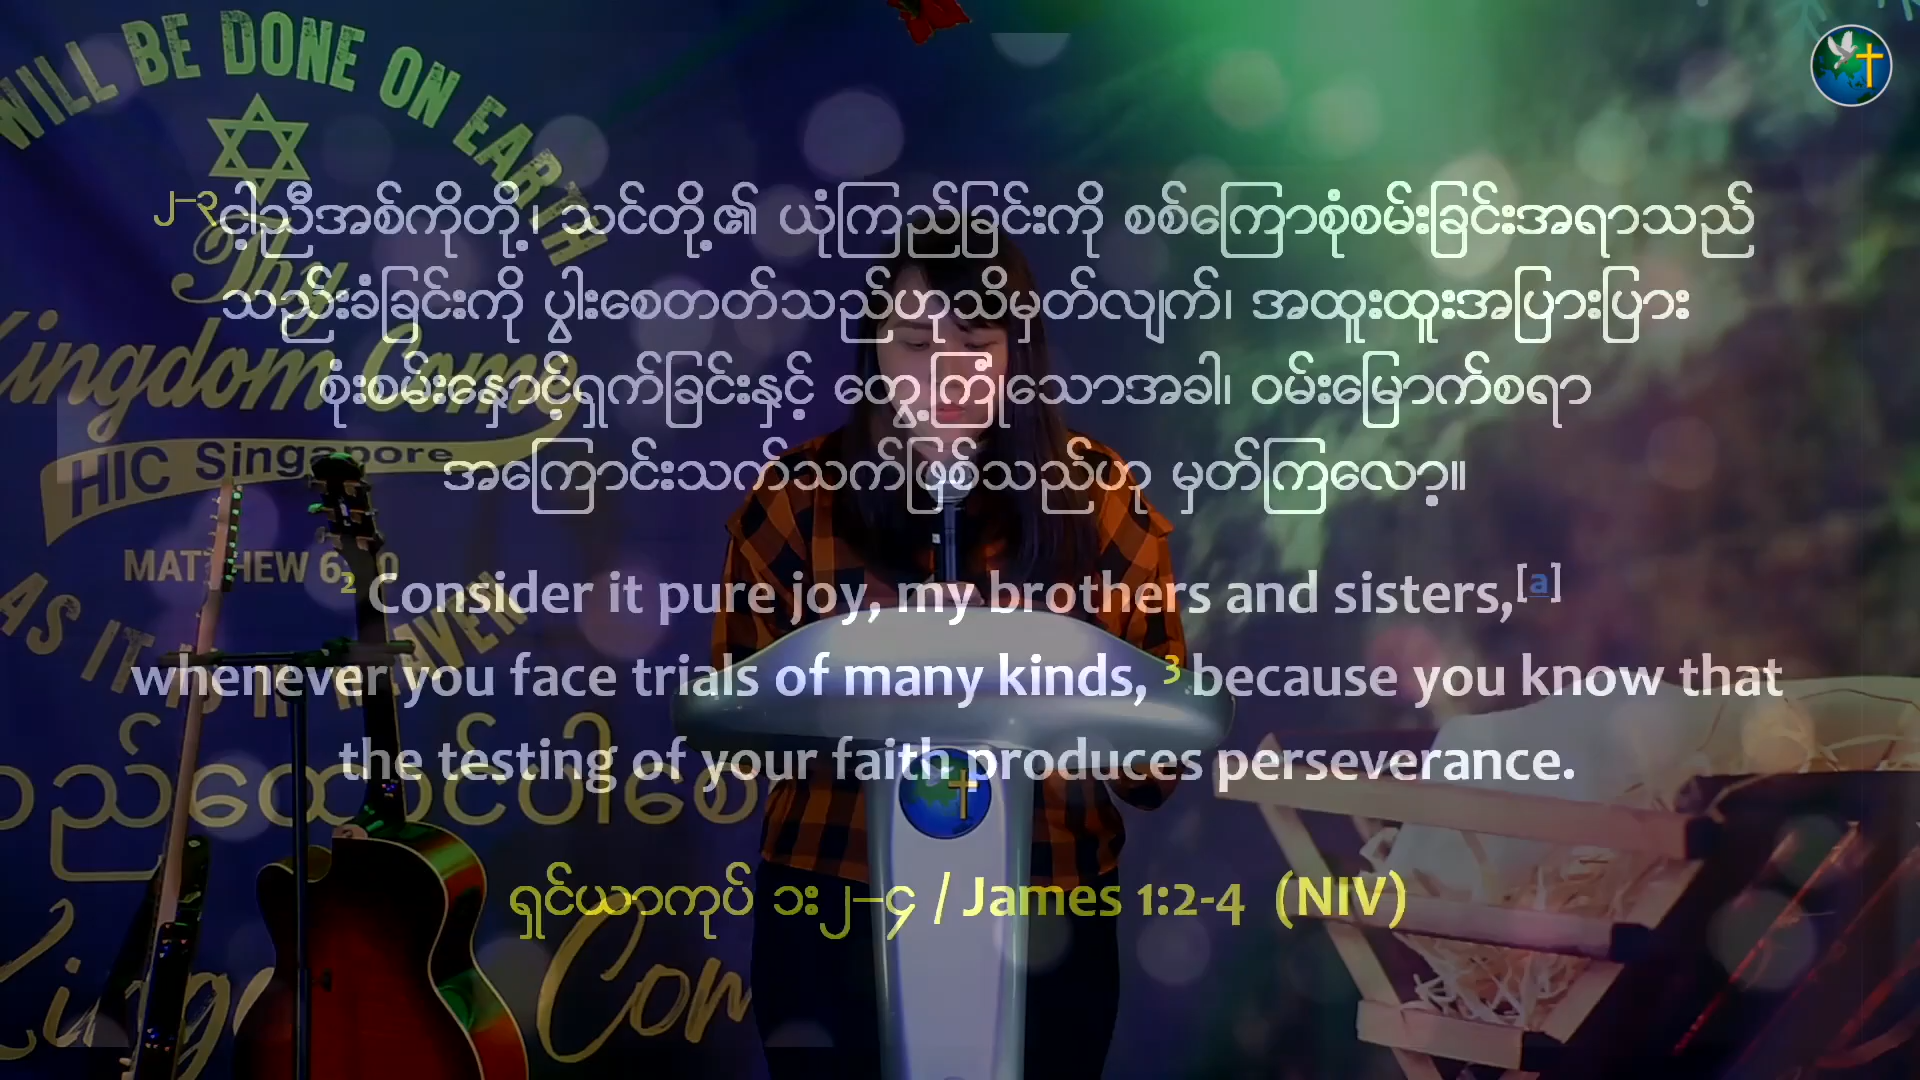 WILL BE DONE ON EARTH
Thy
Kingdom Come
HIC Singapore
MATTHEW 6:
AS IT IS IN HEAVEN
၂–၃ငါ့ညီအစ်ကိုတို့၊ သင်တို့၏ ယုံကြည်ခြင်းကို စစ်ကြောစုံစမ်းခြင်းအရာသည်
သည်းခံခြင်းကို ပွါးစေတတ်သည်ဟုသိမှတ်လျက်၊ အထူးထူးအပြားပြား
စုံးစမ်းနှောင့်ရှက်ခြင်းနှင့် တွေ့ကြုံသောအခါ၊ ဝမ်းမြောက်စရာ
အကြောင်းသက်သက်ဖြစ်သည်ဟု မှတ်ကြလော့။
2 Consider it pure joy, my brothers and sisters,[a]
whenever you face trials of many kinds, 3 because you know that
the testing of your faith produces perseverance.
ရှင်ယာကုပ် ၁း၂–၄ / James 1:2-4 (NIV)